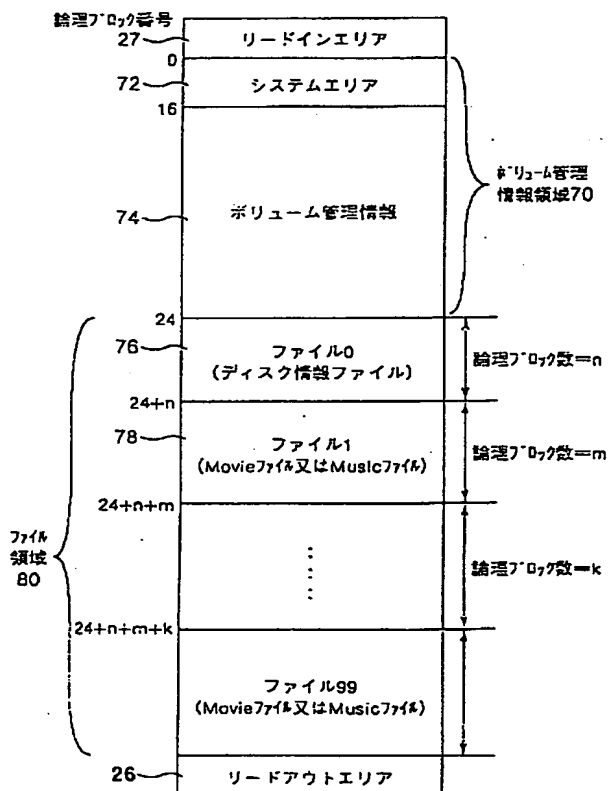 論理ブロック番号
27
リードインエリア
0
72
システムエリア
16
74
ボリューム管理情報
ボリューム管理
情報領域70
24
76
ファイル0
(ディスク情報ファイル)
論理ブロック数=n
24+n
78
ファイル1
(Movieファイル又はMusicファイル)
論理ブロック数=m
24+n+m
ファイル
領域
80
論理ブロック数=k
24+n+m+k
ファイル99
(Movieファイル又はMusicファイル)
26
リードアウトエリア